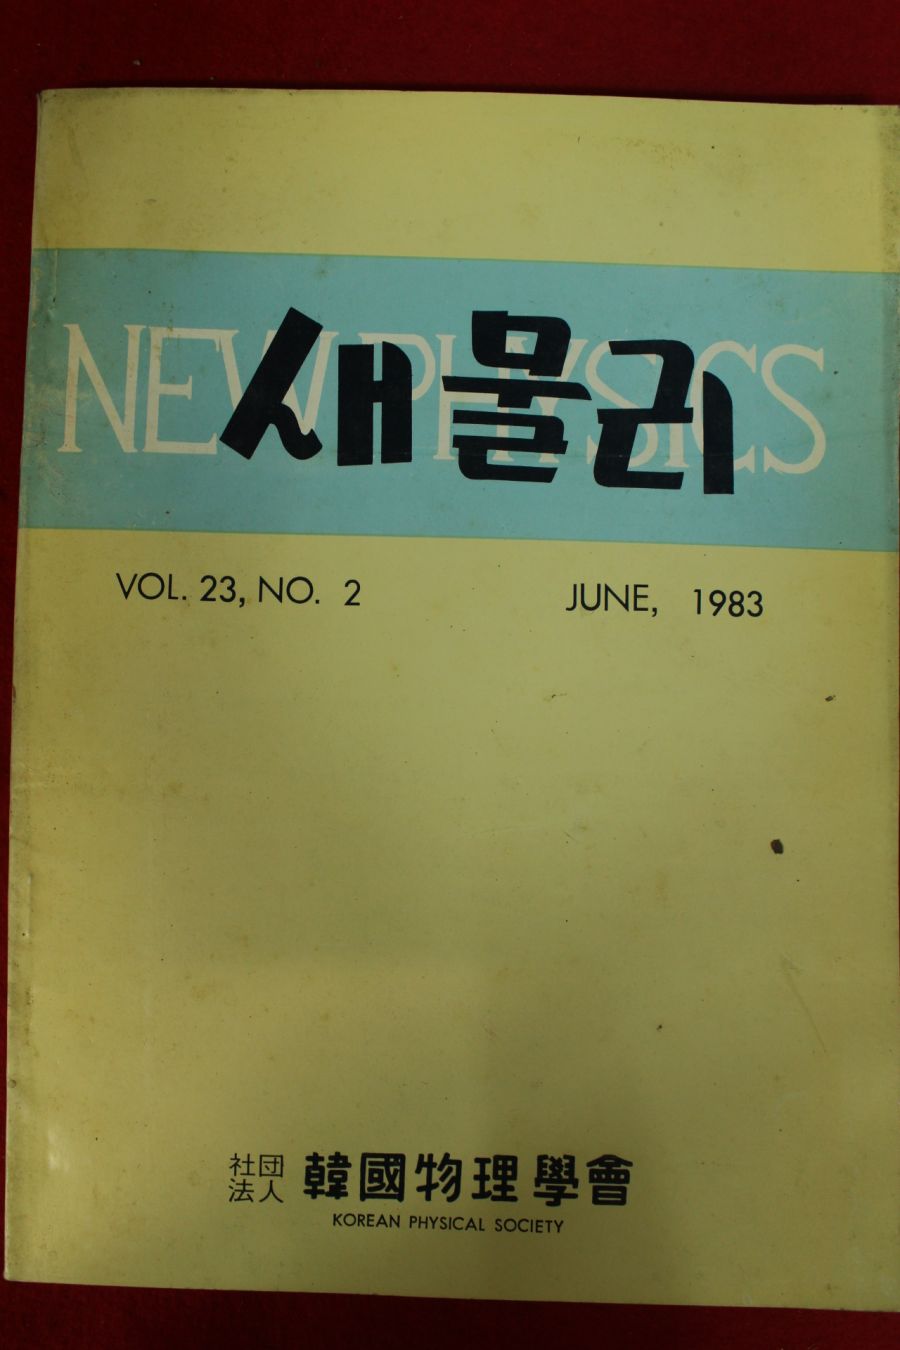 NEW PHYSICS
새물리
VOL. 23, NO. 2 JUNE, 1983
社団法人 韓國物理學會
KOREAN PHYSICAL SOCIETY